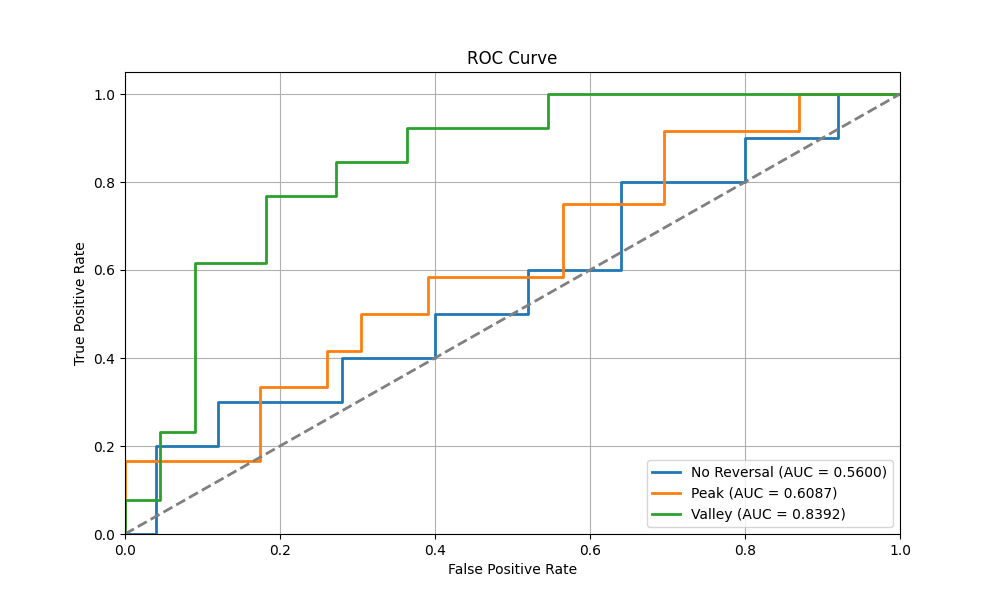 ROC Curve
True Positive Rate
1.0
0.8
0.6
0.4
0.2
0.0
0.0 0.2 0.4 0.6 0.8 1.0
False Positive Rate
No Reversal (AUC = 0.5600)
Peak (AUC = 0.6087)
Valley (AUC = 0.8392)